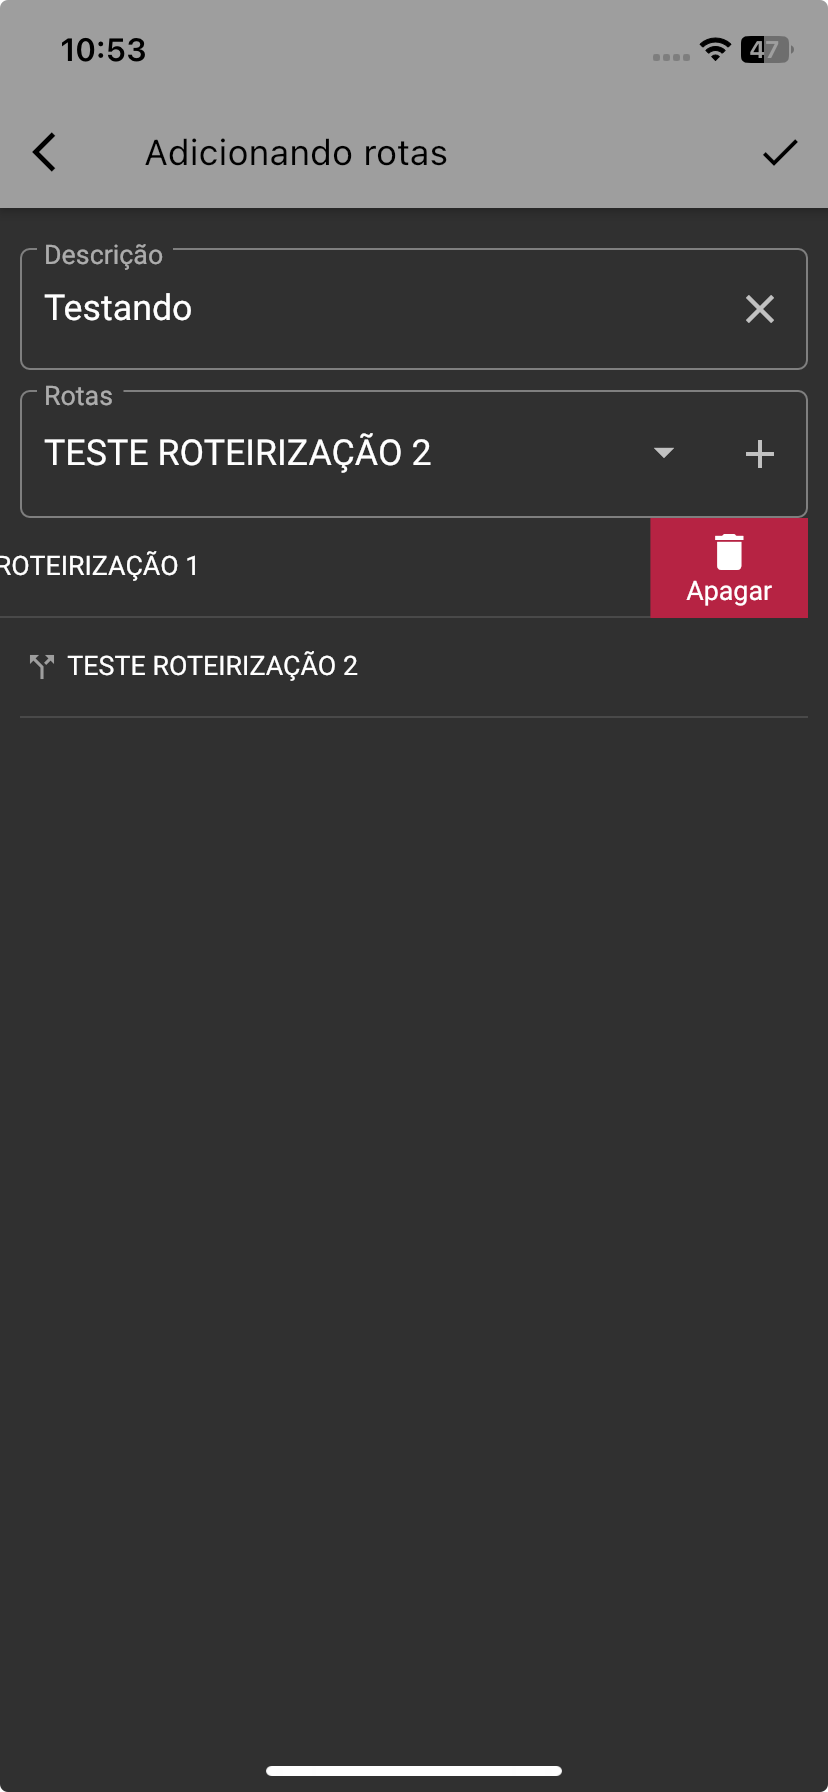 10:53
47
Adicionando rotas
Descrição
Testando
Rotas
TESTE ROTEIRIZAÇÃO 2
ROTEIRIZAÇÃO 1
Apagar
TESTE ROTEIRIZAÇÃO 2